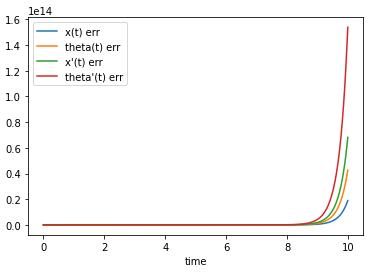 1e14
x(t) err
theta(t) err
x'(t) err
theta'(t) err
1.6
1.4
1.2
1.0
0.8
0.6
0.4
0.2
0.0
0 2 4 6 8 10
time